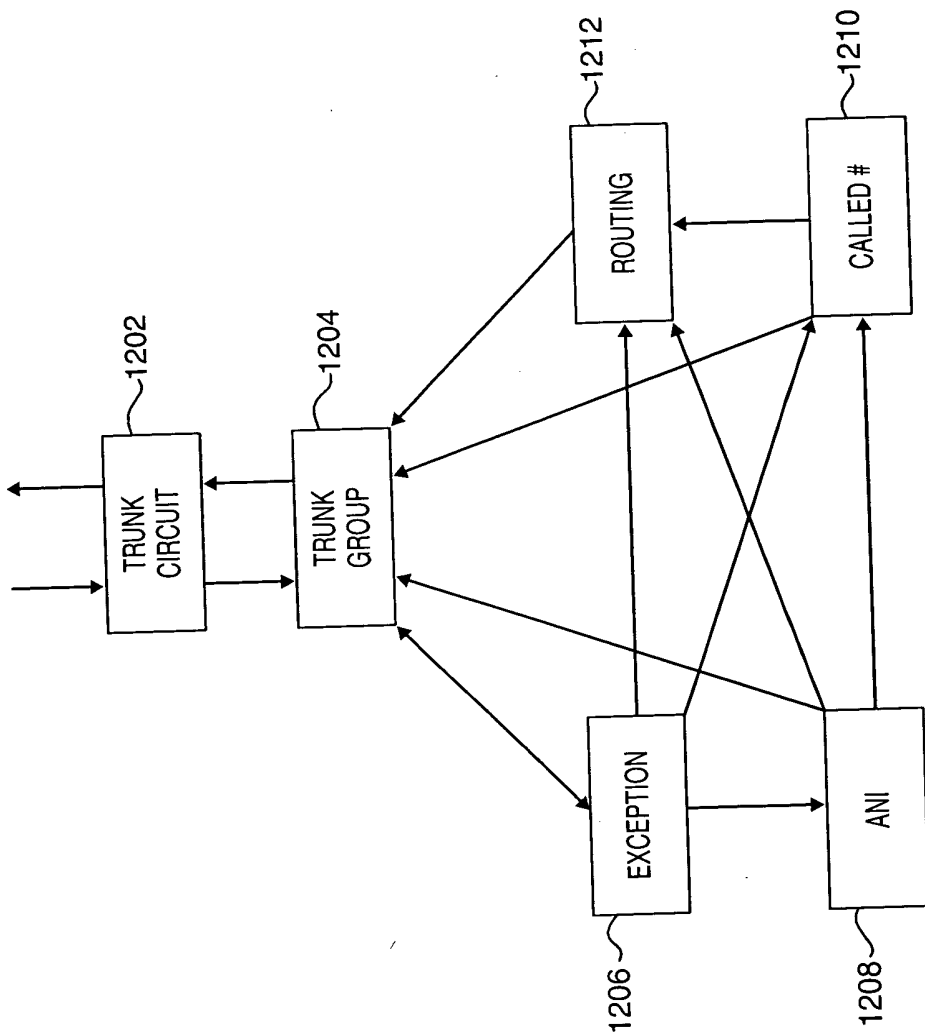 1202
TRUNK
CIRCUIT
1204
TRUNK
GROUP
1206
EXCEPTION
1212
ROUTING
1208
ANI
1210
CALLED #